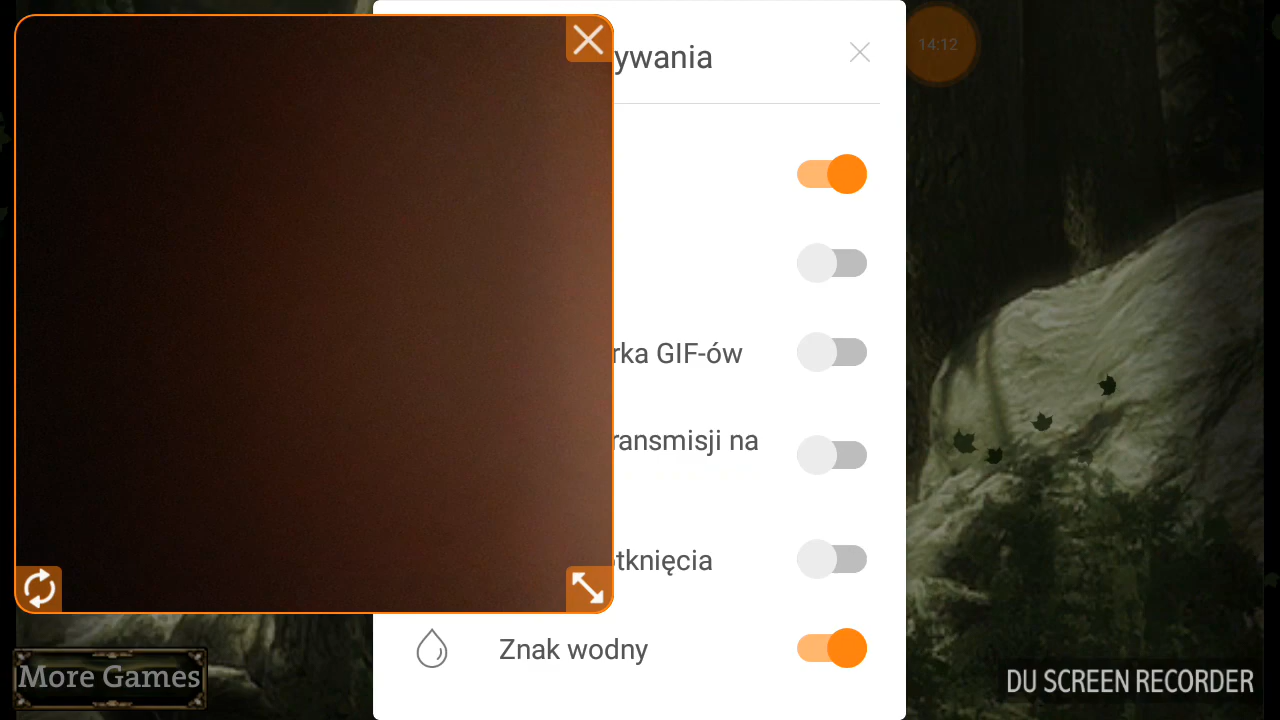 ywania
14:12
rka GIF-ów
ransmisji na
tknięcia
Znak wodny
More Games
DU SCREEN RECORDER